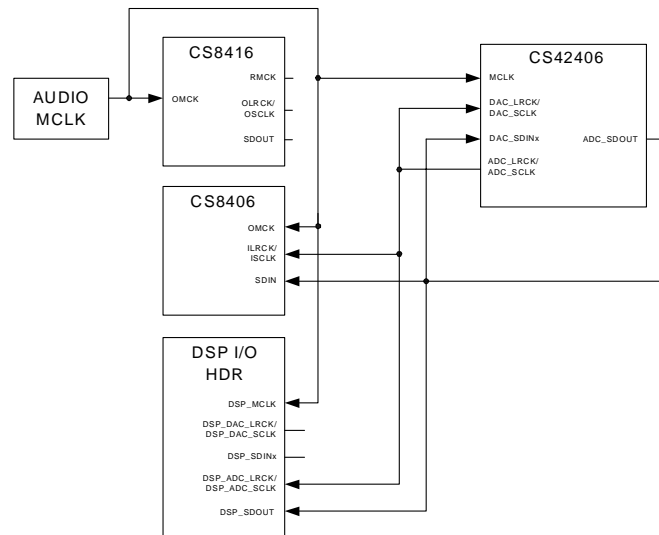 AUDIO
MCLK
CS8416
OMCK
RMCK
OLRCK/
OSCLK
SDOUT
CS42406
MCLK
DAC_LRCK/
DAC_SCLK
DAC_SDINx
ADC_SDOUT
ADC_LRCK/
ADC_SCLK
CS8406
OMCK
ILRCK/
ISCLK
SDIN
DSP I/O
HDR
DSP_MCLK
DSP_DAC_LRCK/
DSP_DAC_SCLK
DSP_SDINx
DSP_ADC_LRCK/
DSP_ADC_SCLK
DSP_SDOUT